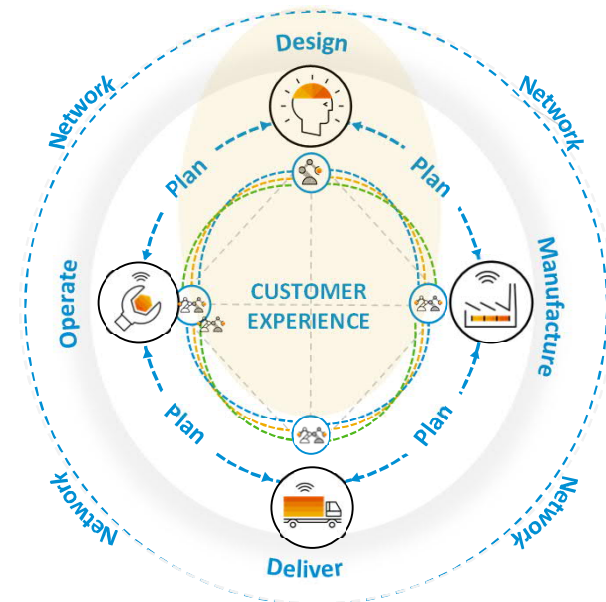 Design
Network
Network
Plan
Plan
Operate
CUSTOMER
EXPERIENCE
Manufacture
Plan
Plan
Network
Network
Deliver